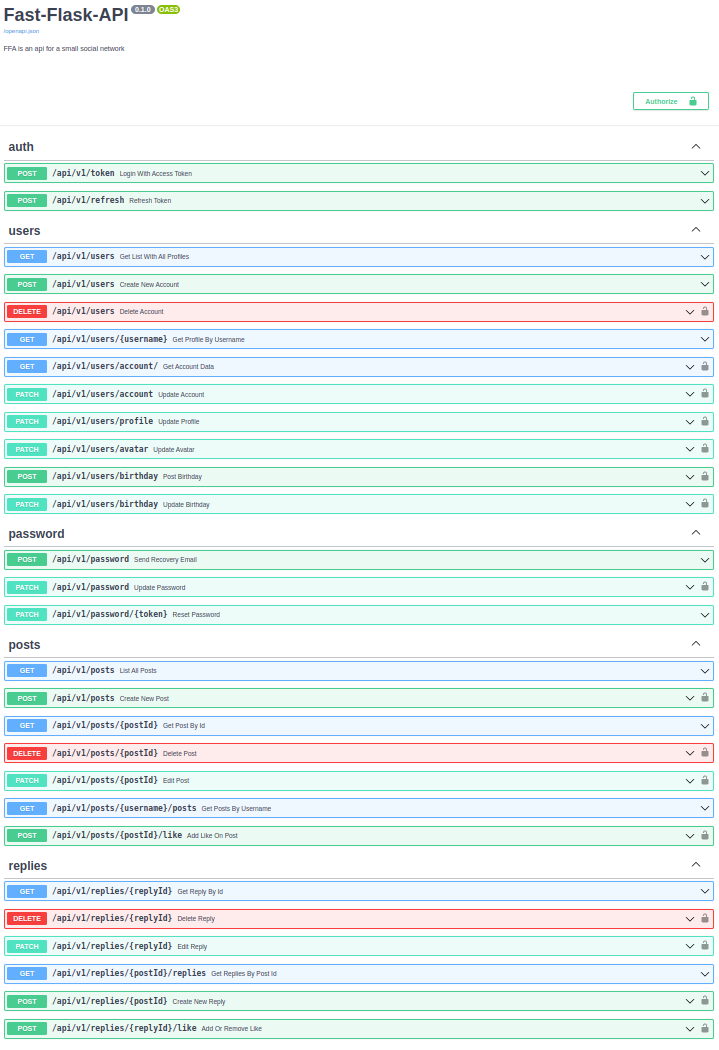 Fast-Flask-API 0.1.0 OAS3
/openapi.json
FFA is an api for a small social network
Authorize
auth
POST /api/v1/token Login With Access Token
POST /api/v1/refresh Refresh Token
users
GET /api/v1/users Get List With All Profiles
POST /api/v1/users Create New Account
DELETE /api/v1/users Delete Account
GET /api/v1/users/{username} Get Profile By Username
GET /api/v1/users/account/ Get Account Data
PATCH /api/v1/users/account Update Account
PATCH /api/v1/users/profile Update Profile
PATCH /api/v1/users/avatar Update Avatar
POST /api/v1/users/birthday Post Birthday
PATCH /api/v1/users/birthday Update Birthday
password
POST /api/v1/password Send Recovery Email
PATCH /api/v1/password Update Password
PATCH /api/v1/password/{token} Reset Password
posts
GET /api/v1/posts List All Posts
POST /api/v1/posts Create New Post
GET /api/v1/posts/{postId} Get Post By Id
DELETE /api/v1/posts/{postId} Delete Post
PATCH /api/v1/posts/{postId} Edit Post
GET /api/v1/posts/{username}/posts Get Posts By Username
POST /api/v1/posts/{postId}/like Add Like On Post
replies
GET /api/v1/replies/{replyId} Get Reply By Id
DELETE /api/v1/replies/{replyId} Delete Reply
PATCH /api/v1/replies/{replyId} Edit Reply
GET /api/v1/replies/{postId}/replies Get Replies By Post Id
POST /api/v1/replies/{postId} Create New Reply
POST /api/v1/replies/{replyId}/like Add Or Remove Like